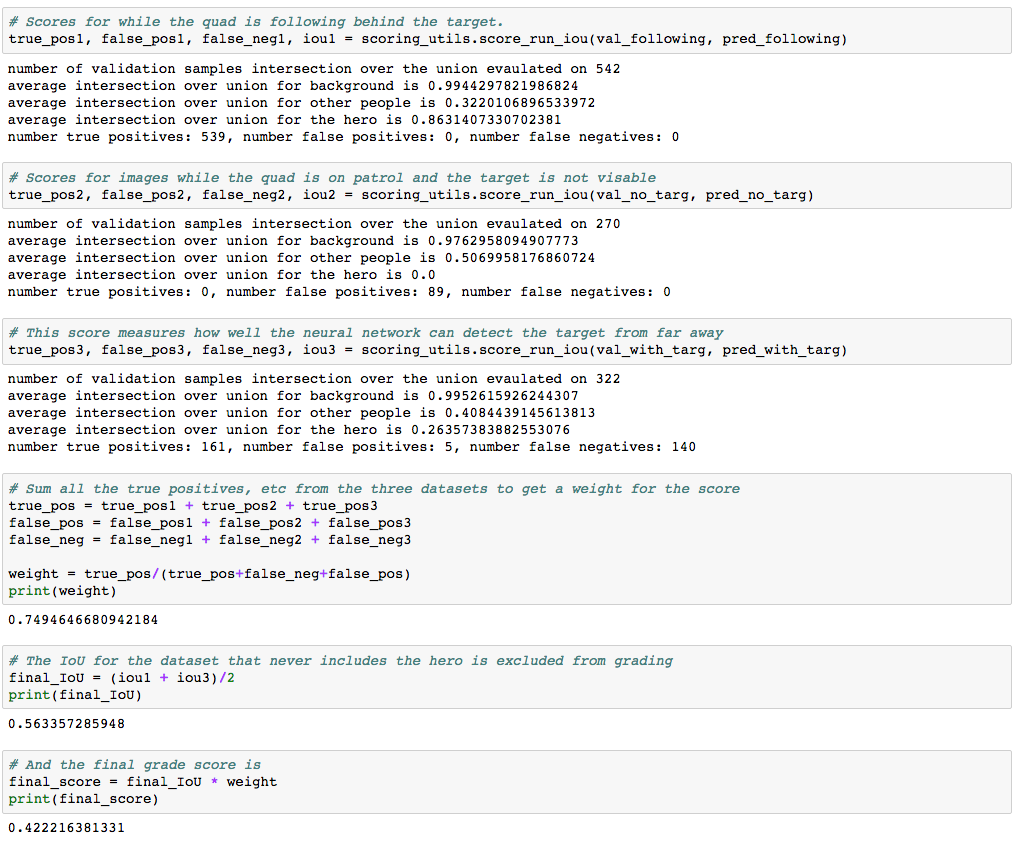 # Scores for while the quad is following behind the target.
true_pos1, false_pos1, false_neg1, iou1 = scoring_utils.score_run_iou(val_following, pred_following)
number of validation samples intersection over the union evaulated on 542
average intersection over union for background is 0.9944297821986824
average intersection over union for other people is 0.3220106896533972
average intersection over union for the hero is 0.8631407330702381
number true positives: 539, number false positives: 0, number false negatives: 0
# Scores for images while the quad is on patrol and the target is not visable
true_pos2, false_pos2, false_neg2, iou2 = scoring_utils.score_run_iou(val_no_targ, pred_no_targ)
number of validation samples intersection over the union evaulated on 270
average intersection over union for background is 0.9762958094907773
average intersection over union for other people is 0.5069958176860724
average intersection over union for the hero is 0.0
number true positives: 0, number false positives: 89, number false negatives: 0
# This score measures how well the neural network can detect the target from far away
true_pos3, false_pos3, false_neg3, iou3 = scoring_utils.score_run_iou(val_with_targ, pred_with_targ)
number of validation samples intersection over the union evaulated on 322
average intersection over union for background is 0.9952615926244307
average intersection over union for other people is 0.4084439145613813
average intersection over union for the hero is 0.26357383882553076
number true positives: 161, number false positives: 5, number false negatives: 140
# Sum all the true positives, etc from the three datasets to get a weight for the score
true_pos = true_pos1 + true_pos2 + true_pos3
false_pos = false_pos1 + false_pos2 + false_pos3
false_neg = false_neg1 + false_neg2 + false_neg3
weight = true_pos/(true_pos+false_neg+false_pos)
print(weight)
0.7494646680942184
# The IoU for the dataset that never includes the hero is excluded from grading
final_IoU = (iou1 + iou3)/2
print(final_IoU)
0.563357285948
# And the final grade score is
final_score = final_IoU * weight
print(final_score)
0.422216381331